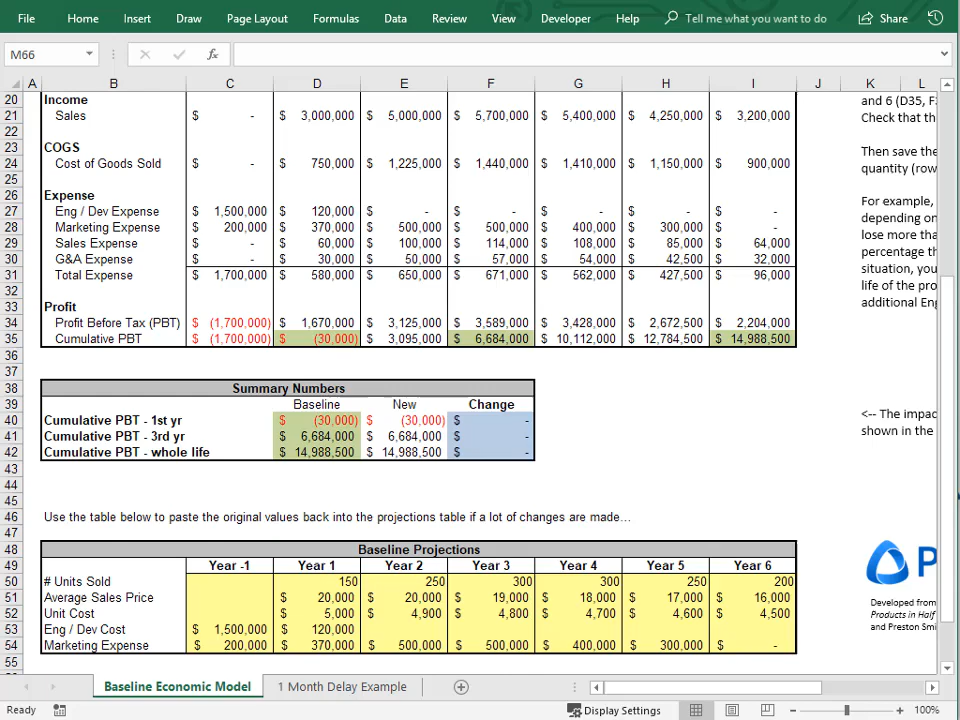 File Home Insert Draw Page Layout Formulas Data Review View Developer Help Tell me what you want to do Share
M66 fx
A B C D E F G H I J K L
20 Income and 6 (D35, F
21 Sales $ - $ 3,000,000 $ 5,000,000 $ 5,700,000 $ 5,400,000 $ 4,250,000 $ 3,200,000 Check that th
22
23 COGS Then save the
24 Cost of Goods Sold $ - $ 750,000 $ 1,225,000 $ 1,440,000 $ 1,410,000 $ 1,150,000 $ 900,000 quantity (row
25
26 Expense For example,
27 Eng / Dev Expense $ 1,500,000 $ 120,000 $ - $ - $ - $ - $ - depending on
28 Marketing Expense $ 200,000 $ 370,000 $ 500,000 $ 500,000 $ 400,000 $ 300,000 $ - lose more tha
29 Sales Expense $ - $ 60,000 $ 100,000 $ 114,000 $ 108,000 $ 85,000 $ 64,000 percentage th
30 G&A Expense $ - $ 30,000 $ 50,000 $ 57,000 $ 54,000 $ 42,500 $ 32,000 situation, you
31 Total Expense $ 1,700,000 $ 580,000 $ 650,000 $ 671,000 $ 562,000 $ 427,500 $ 96,000 life of the pro
32
33 Profit additional Eng
34 Profit Before Tax (PBT) $ (1,700,000) $ 1,670,000 $ 3,125,000 $ 3,589,000 $ 3,428,000 $ 2,672,500 $ 2,204,000
35 Cumulative PBT $ (1,700,000) $ (30,000) $ 3,095,000 $ 6,684,000 $ 10,112,000 $ 12,784,500 $ 14,988,500
36
37
38 Summary Numbers
39 Baseline New Change
40 Cumulative PBT - 1st yr $ (30,000) $ (30,000) $ - <-- The impac
41 Cumulative PBT - 3rd yr $ 6,684,000 $ 6,684,000 $ - shown in the
42 Cumulative PBT - whole life $ 14,988,500 $ 14,988,500 $ -
43
44
45
46 Use the table below to paste the original values back into the projections table if a lot of changes are made...
47
48 Baseline Projections
49 Year -1 Year 1 Year 2 Year 3 Year 4 Year 5 Year 6 P
50 # Units Sold 150 250 300 300 250 200
51 Average Sales Price $ 20,000 $ 20,000 $ 19,000 $ 18,000 $ 17,000 $ 16,000 Developed from
52 Unit Cost $ 5,000 4,900 $ 4,800 $ 4,700 $ 4,600 $ 4,500 Products in Half
53 Eng / Dev Cost $ 1,500,000 $ 120,000 and Preston Smi
54 Marketing Expense $ 200,000 $ 370,000 $ 500,000 $ 500,000 $ 400,000 $ 300,000 $ -
55
Baseline Economic Model 1 Month Delay Example
Ready Display Settings 100%